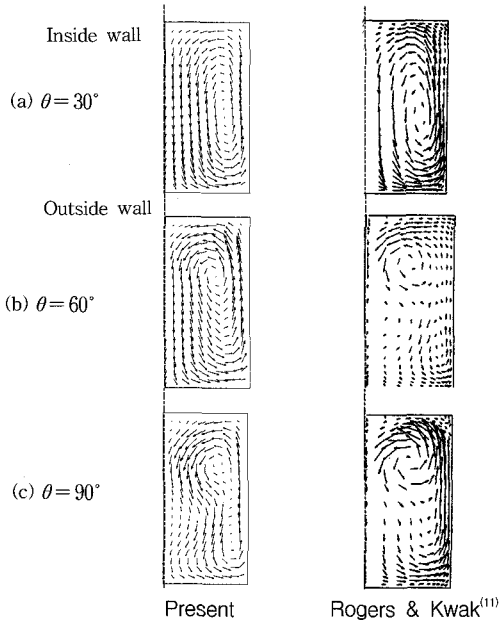 Inside wall
(a) θ=30°
Outside wall
(b) θ=60°
(c) θ=90°
Present
Rogers & Kwak(11)